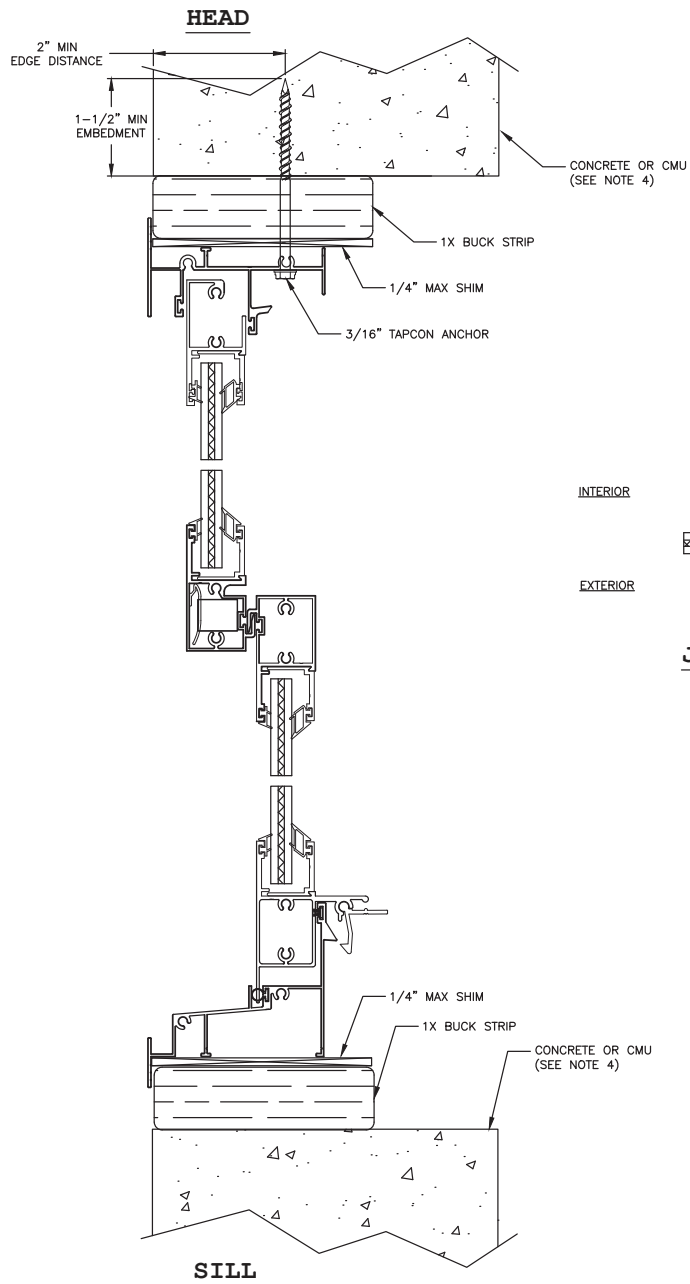 HEAD
2" MIN
EDGE DISTANCE
1-1/2" MIN
EMBEDMENT
CONCRETE OR CMU
(SEE NOTE 4)
1X BUCK STRIP
1/4" MAX SHIM
3/16" TAPCON ANCHOR
INTERIOR
EXTERIOR
1/4" MAX SHIM
1X BUCK STRIP
CONCRETE OR CMU
(SEE NOTE 4)
SILL